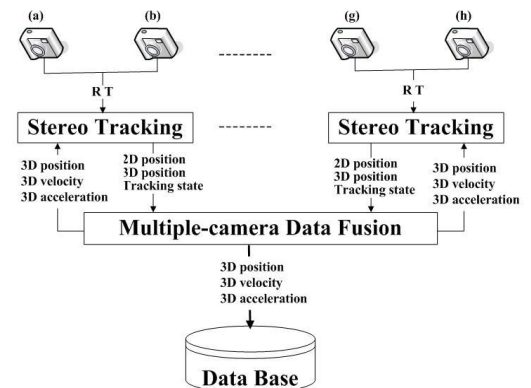 (a)
(b)
(g)
(h)
R T
R T
Stereo Tracking
Stereo Tracking
3D position
3D velocity
3D acceleration
2D position
3D position
Tracking state
2D position
3D position
Tracking state
3D position
3D velocity
3D acceleration
Multiple-camera Data Fusion
3D position
3D velocity
3D acceleration
Data Base